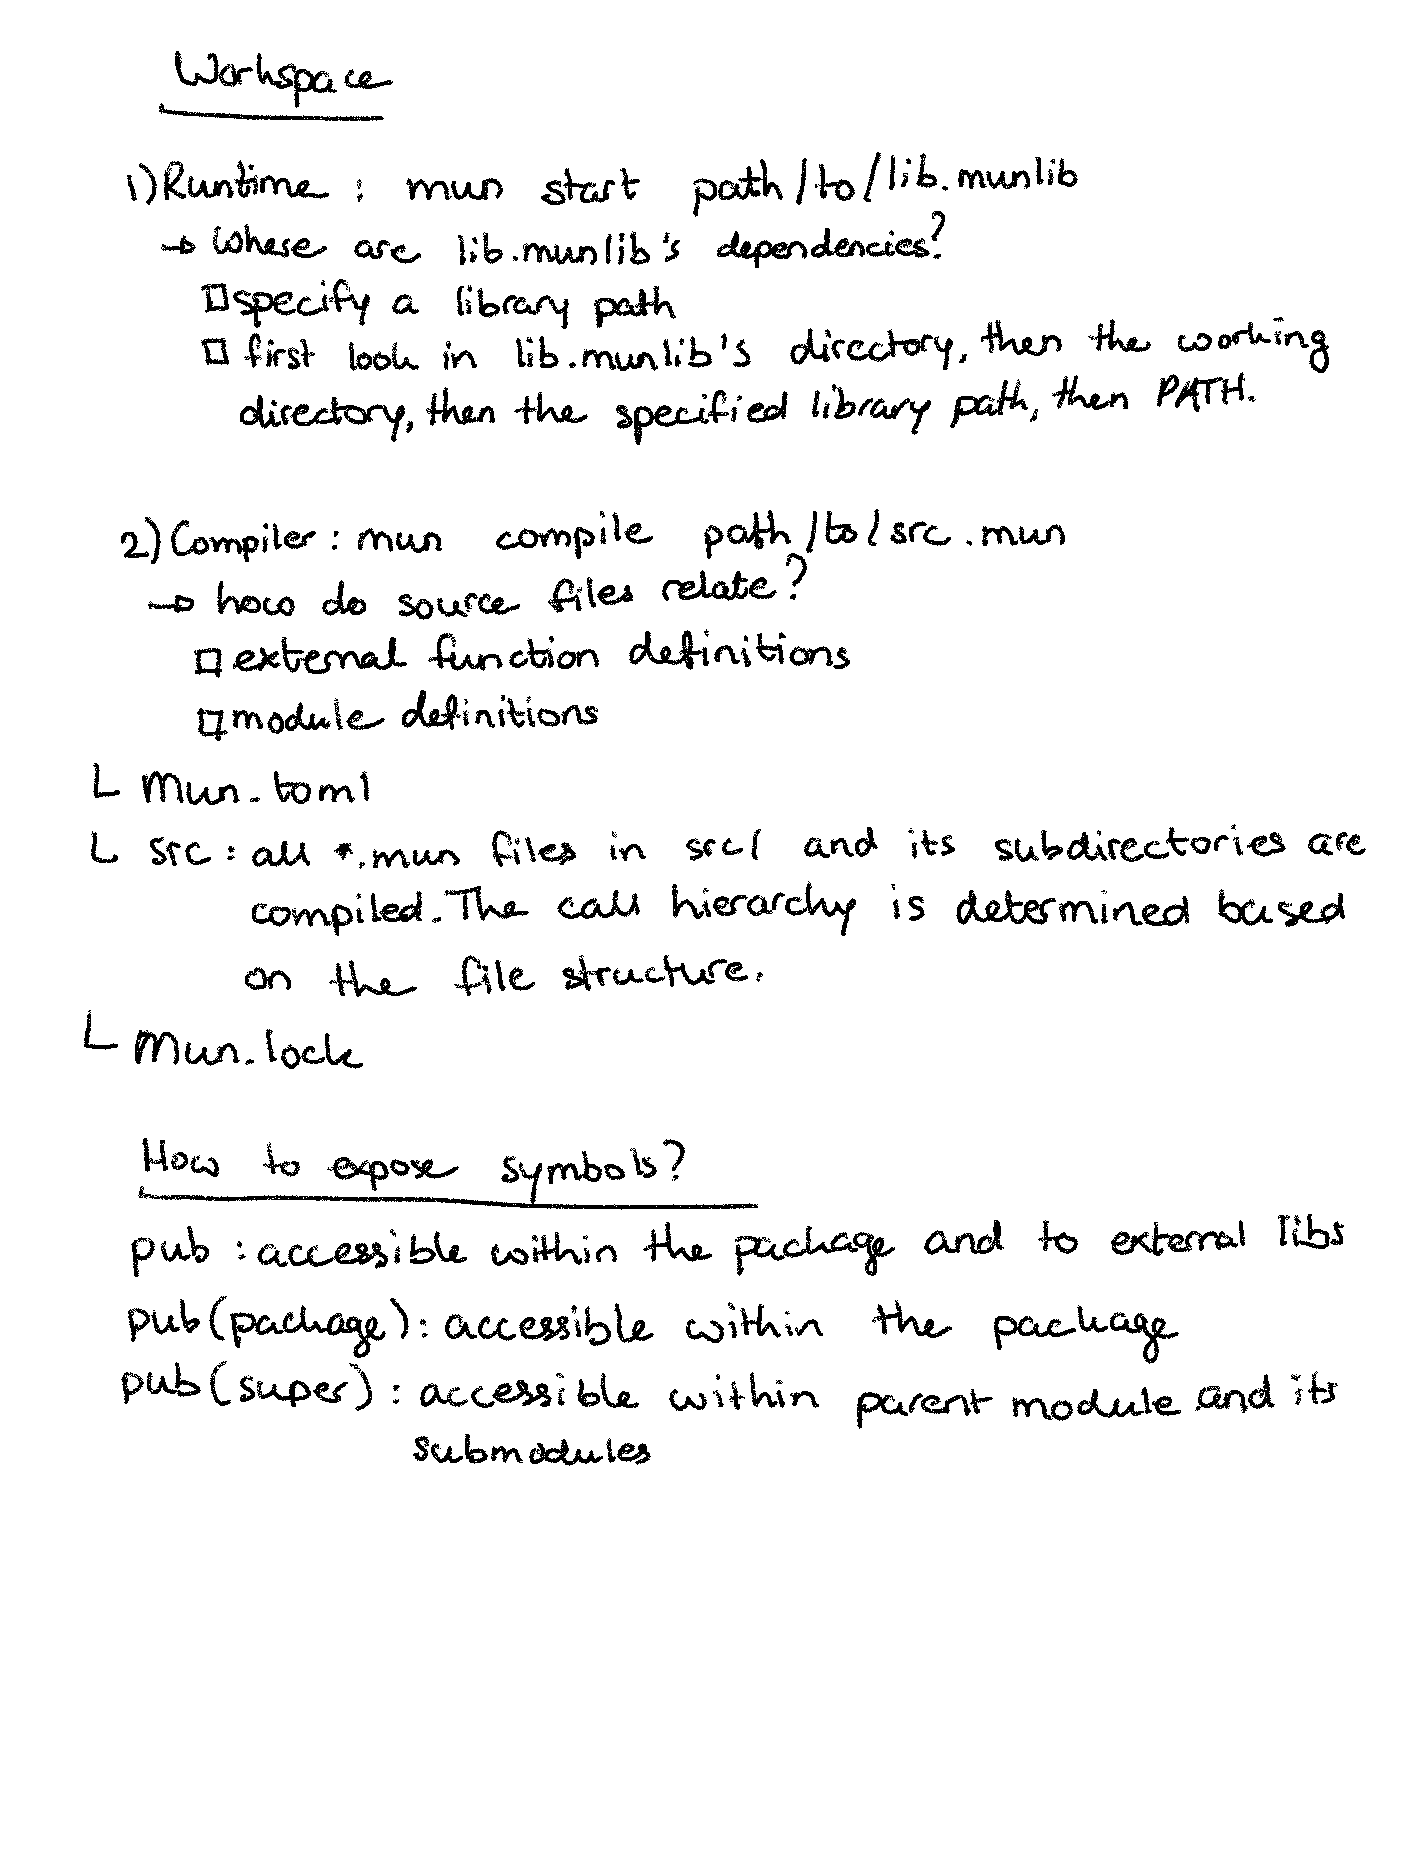 Workspace
1) Runtime : mun start path/to/lib.munlib
→ Where are lib.munlib's dependencies?
□ specify a library path
□ first look in lib.munlib's directory, then the working
directory, then the specified library path, then PATH.
2) Compiler : mun compile path/to/src.mun
→ how do source files relate?
□ external function definitions
□ module definitions
└ Mun.toml
└ src : all *.mun files in src/ and its subdirectories are
compiled. The call hierarchy is determined based
on the file structure.
└ Mun.lock
How to expose symbols?
pub : accessible within the package and to external libs
pub(package) : accessible within the package
pub(super) : accessible within parent module and its
submodules